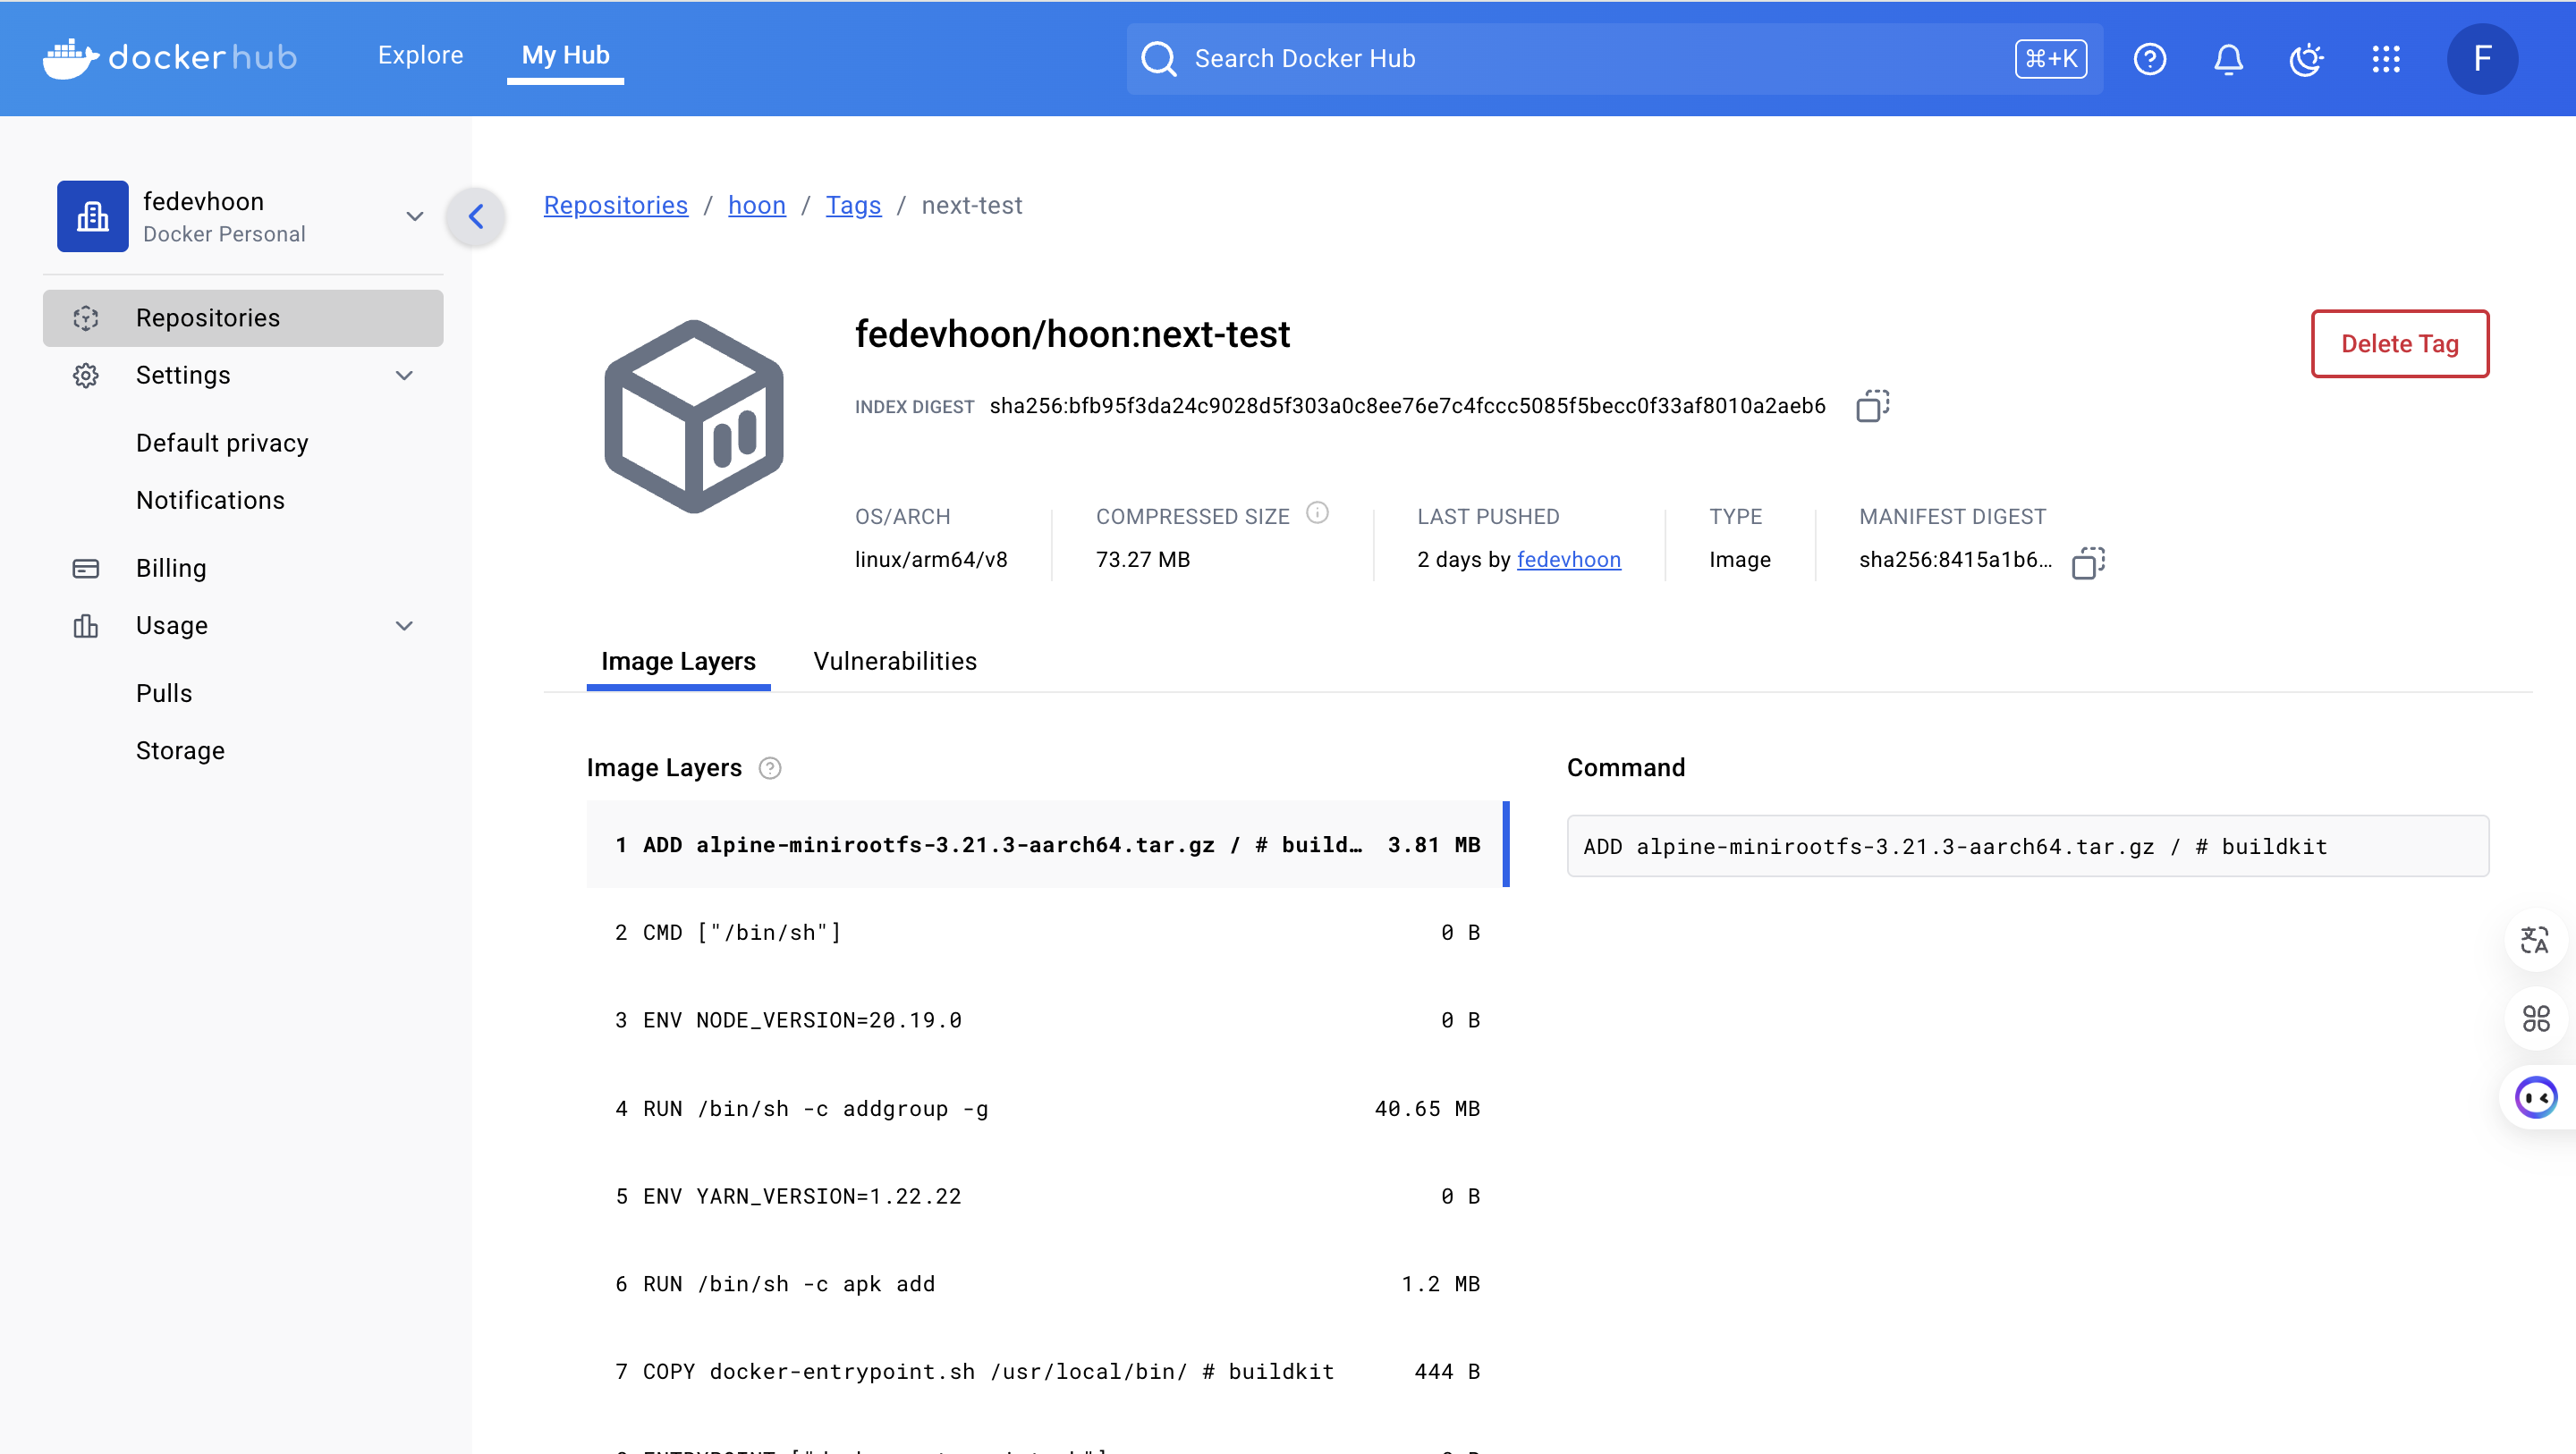 docker hub
Explore
My Hub
Search Docker Hub
⌘+K
F
fedevhoon
Docker Personal
Repositories
Settings
Default privacy
Notifications
Billing
Usage
Pulls
Storage
Repositories / hoon / Tags / next-test
fedevhoon/hoon:next-test
Delete Tag
INDEX DIGEST sha256:bfb95f3da24c9028d5f303a0c8ee76e7c4fccc5085f5becc0f33af8010a2aeb6
OS/ARCH
linux/arm64/v8
COMPRESSED SIZE
73.27 MB
LAST PUSHED
2 days by fedevhoon
TYPE
Image
MANIFEST DIGEST
sha256:8415a1b6…
Image Layers
Vulnerabilities
Image Layers
1 ADD alpine-minirootfs-3.21.3-aarch64.tar.gz / # build… 3.81 MB
2 CMD ["/bin/sh"] 0 B
3 ENV NODE_VERSION=20.19.0 0 B
4 RUN /bin/sh -c addgroup -g 40.65 MB
5 ENV YARN_VERSION=1.22.22 0 B
6 RUN /bin/sh -c apk add 1.2 MB
7 COPY docker-entrypoint.sh /usr/local/bin/ # buildkit 444 B
Command
ADD alpine-minirootfs-3.21.3-aarch64.tar.gz / # buildkit